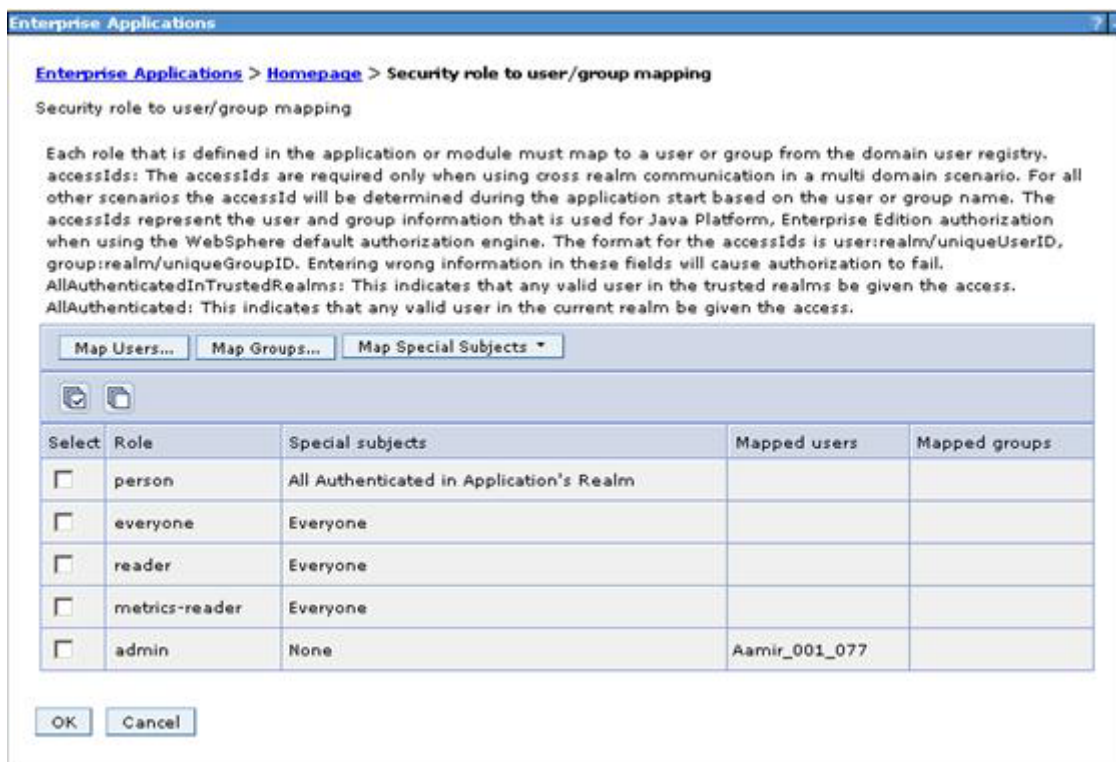 Enterprise Applications
?
Enterprise Applications > Homepage > Security role to user/group mapping
Security role to user/group mapping
Each role that is defined in the application or module must map to a user or group from the domain user registry.
accessIds: The accessIds are required only when using cross realm communication in a multi domain scenario. For all
other scenarios the accessId will be determined during the application start based on the user or group name. The
accessIds represent the user and group information that is used for Java Platform, Enterprise Edition authorization
when using the WebSphere default authorization engine. The format for the accessIds is user:realm/uniqueUserID,
group:realm/uniqueGroupID. Entering wrong information in these fields will cause authorization to fail.
AllAuthenticatedInTrustedRealms: This indicates that any valid user in the trusted realms be given the access.
AllAuthenticated: This indicates that any valid user in the current realm be given the access.
Map Users... Map Groups... Map Special Subjects
Select Role Special subjects Mapped users Mapped groups
person All Authenticated in Application's Realm
everyone Everyone
reader Everyone
metrics-reader Everyone
admin None Aamir_001_077
OK Cancel